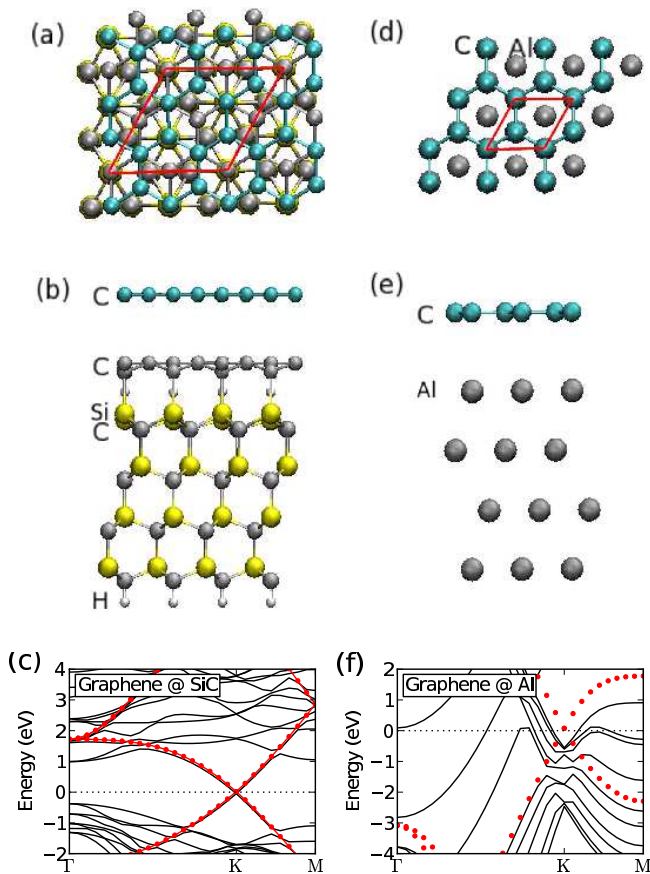 (a)
(d)
C Al
(b)
C
C
Si
C
H
(e)
C
Al
(c)
Graphene @ SiC
Energy (eV)
4
3
2
1
0
−1
−2
Γ K M
(f)
Graphene @ Al
Energy (eV)
2
1
0
−1
−2
−3
−4
Γ K M